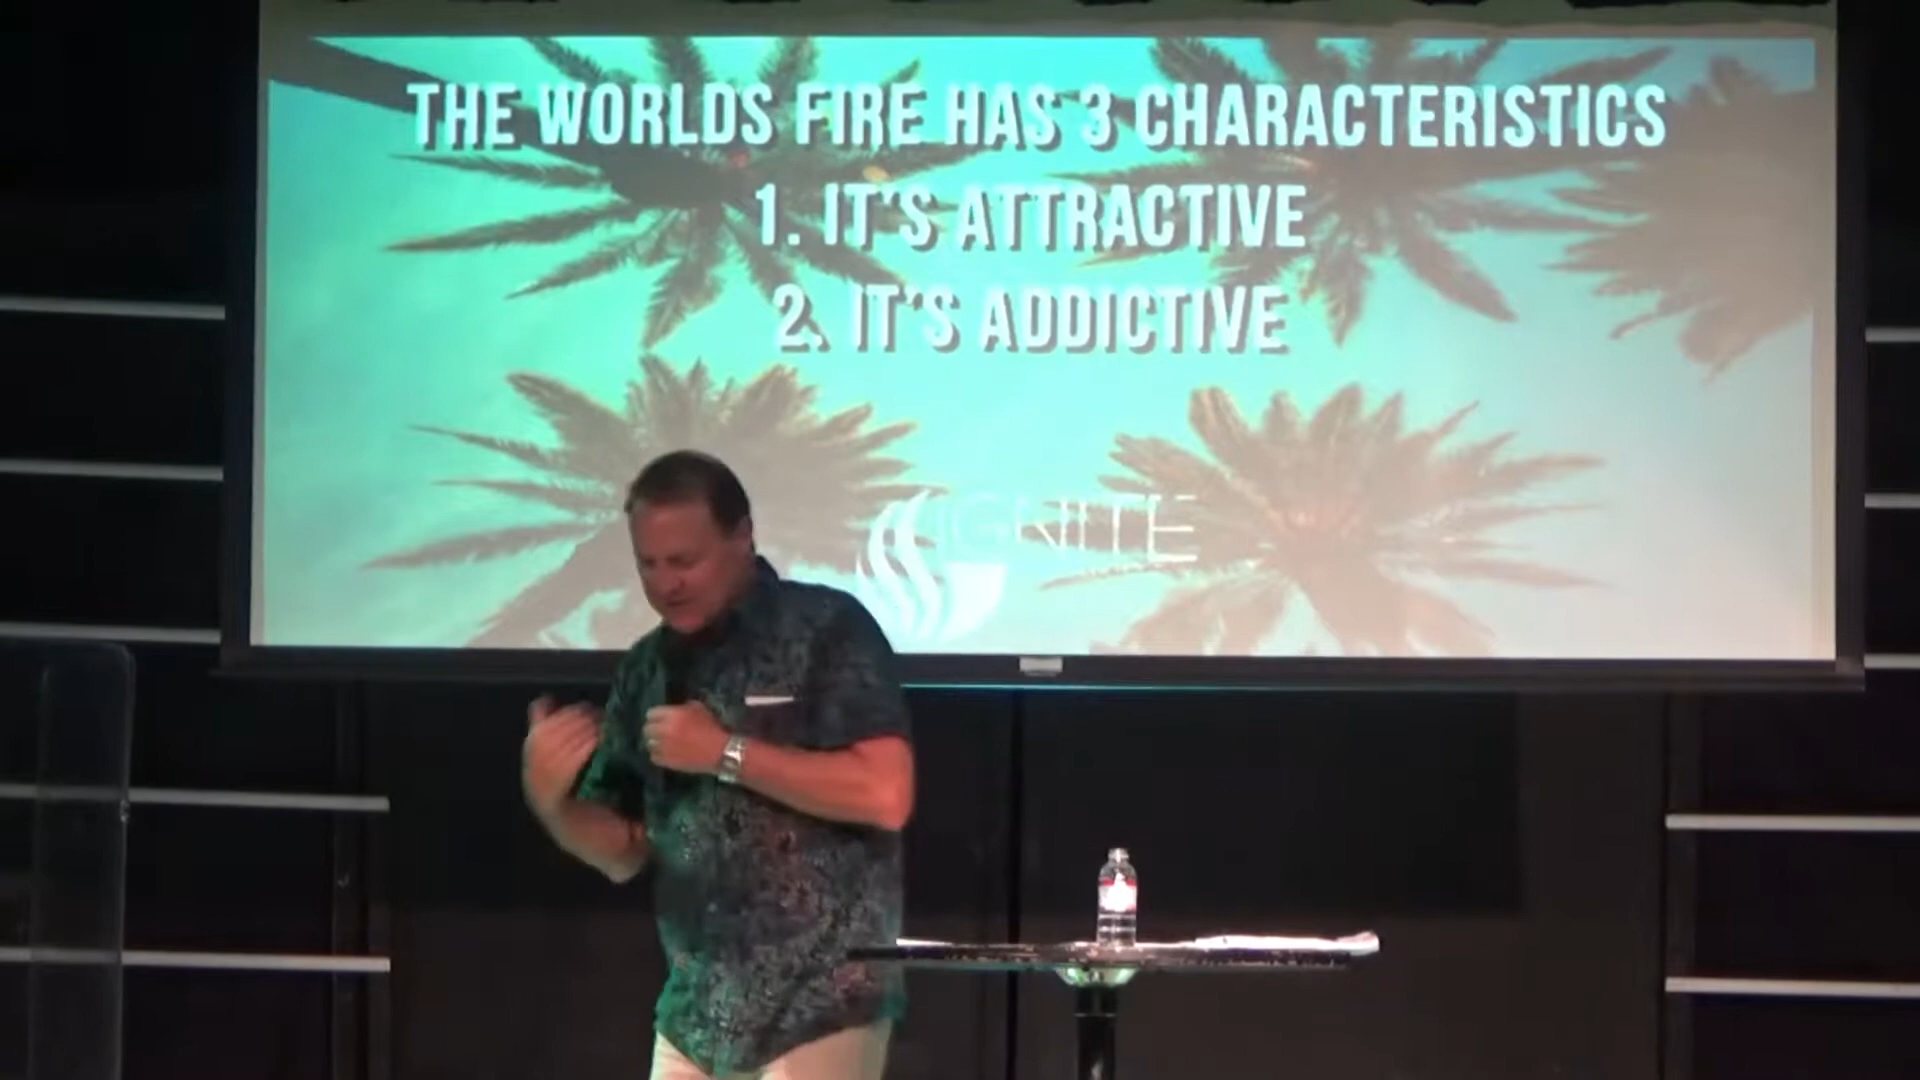 THE WORLDS FIRE HAS 3 CHARACTERISTICS
1. IT'S ATTRACTIVE
2. IT'S ADDICTIVE
IGNITE